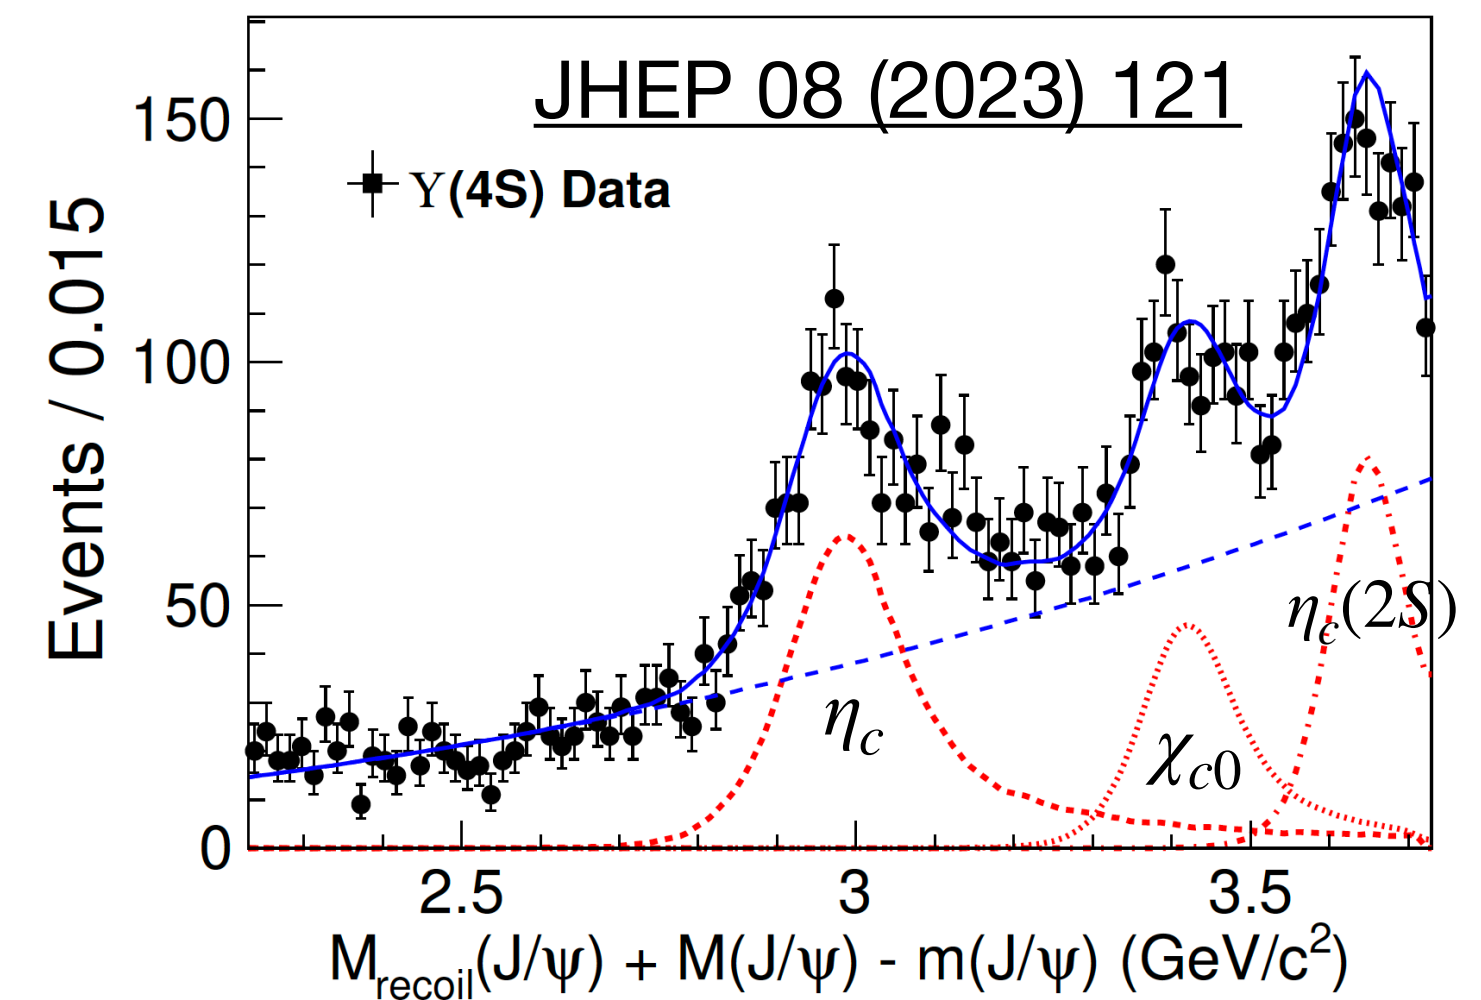 JHEP 08 (2023) 121
ϒ(4S) Data
Events / 0.015
150
100
50
0
η_c
χ_c0
η_c(2S)
2.5 3 3.5
M_recoil(J/ψ) + M(J/ψ) - m(J/ψ) (GeV/c²)